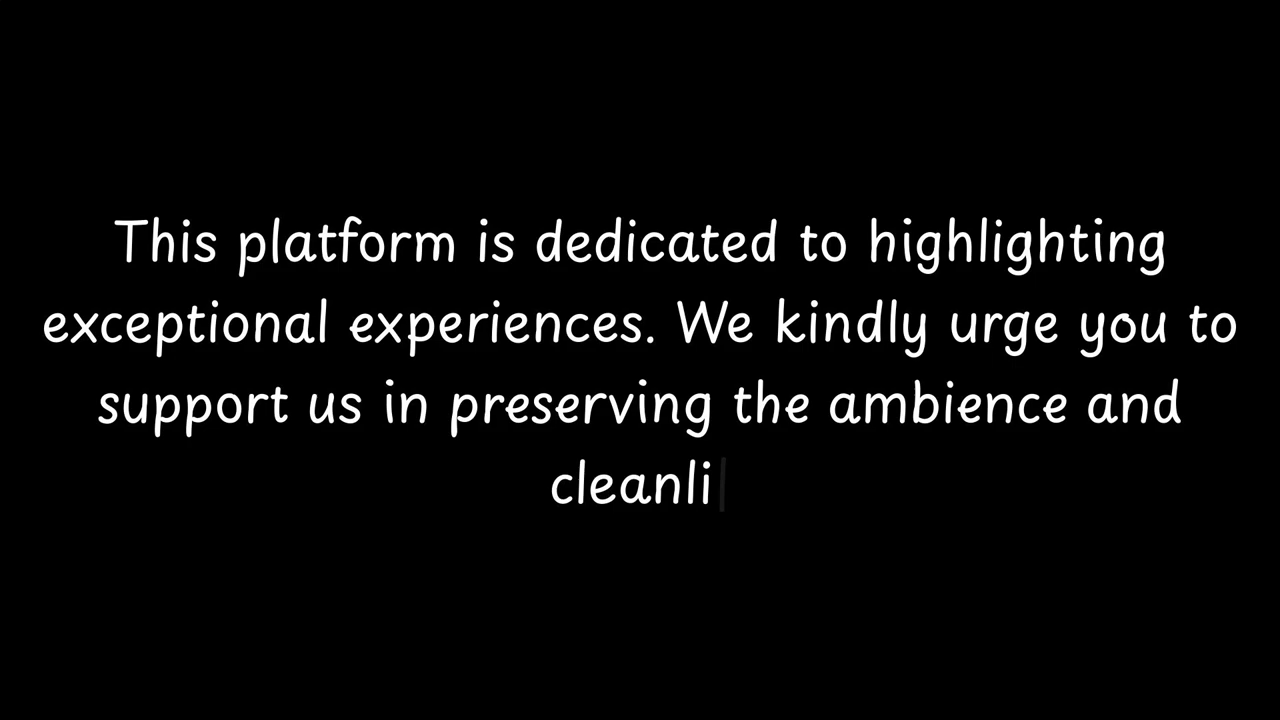 This platform is dedicated to highlighting
exceptional experiences. We kindly urge you to
support us in preserving the ambience and
cleanli